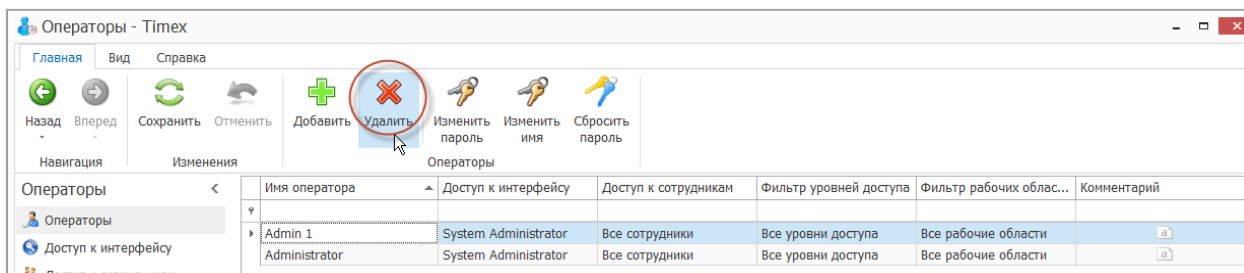 Операторы - Timex
Главная Вид Справка
Назад Вперед Сохранить Отменить Добавить Удалить Изменить пароль Изменить имя Сбросить пароль
Навигация Изменения Операторы
Операторы
Имя оператора Доступ к интерфейсу Доступ к сотрудникам Фильтр уровней доступа Фильтр рабочих облас... Комментарий
Операторы
Admin 1 System Administrator Все сотрудники Все уровни доступа Все рабочие области a
Доступ к интерфейсу
Administrator System Administrator Все сотрудники Все уровни доступа Все рабочие области a